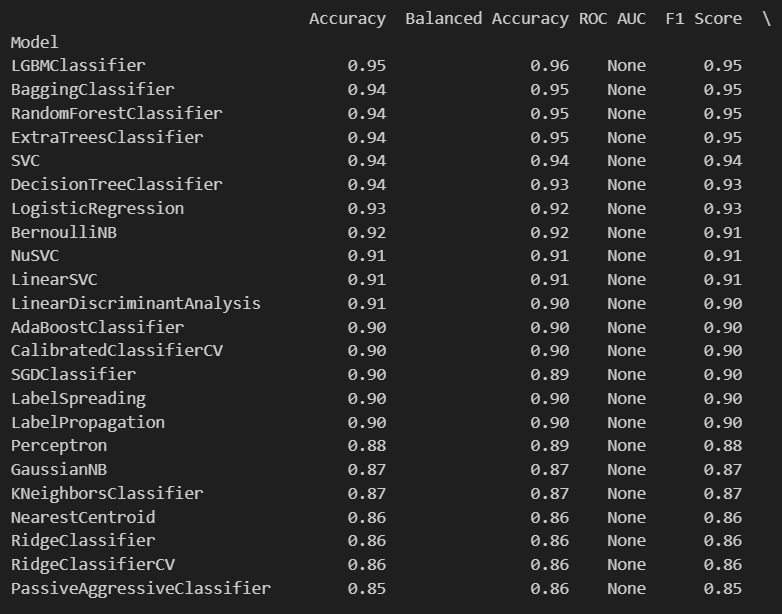 Accuracy  Balanced Accuracy ROC AUC  F1 Score  \
Model
LGBMClassifier 0.95 0.96 None 0.95
BaggingClassifier 0.94 0.95 None 0.95
RandomForestClassifier 0.94 0.95 None 0.95
ExtraTreesClassifier 0.94 0.95 None 0.95
SVC 0.94 0.94 None 0.94
DecisionTreeClassifier 0.94 0.93 None 0.93
LogisticRegression 0.93 0.92 None 0.93
BernoulliNB 0.92 0.92 None 0.91
NuSVC 0.91 0.91 None 0.91
LinearSVC 0.91 0.91 None 0.91
LinearDiscriminantAnalysis 0.91 0.90 None 0.90
AdaBoostClassifier 0.90 0.90 None 0.90
CalibratedClassifierCV 0.90 0.90 None 0.90
SGDClassifier 0.90 0.89 None 0.90
LabelSpreading 0.90 0.90 None 0.90
LabelPropagation 0.90 0.90 None 0.90
Perceptron 0.88 0.89 None 0.88
GaussianNB 0.87 0.87 None 0.87
KNeighborsClassifier 0.87 0.87 None 0.87
NearestCentroid 0.86 0.86 None 0.86
RidgeClassifier 0.86 0.86 None 0.86
RidgeClassifierCV 0.86 0.86 None 0.86
PassiveAggressiveClassifier 0.85 0.86 None 0.85